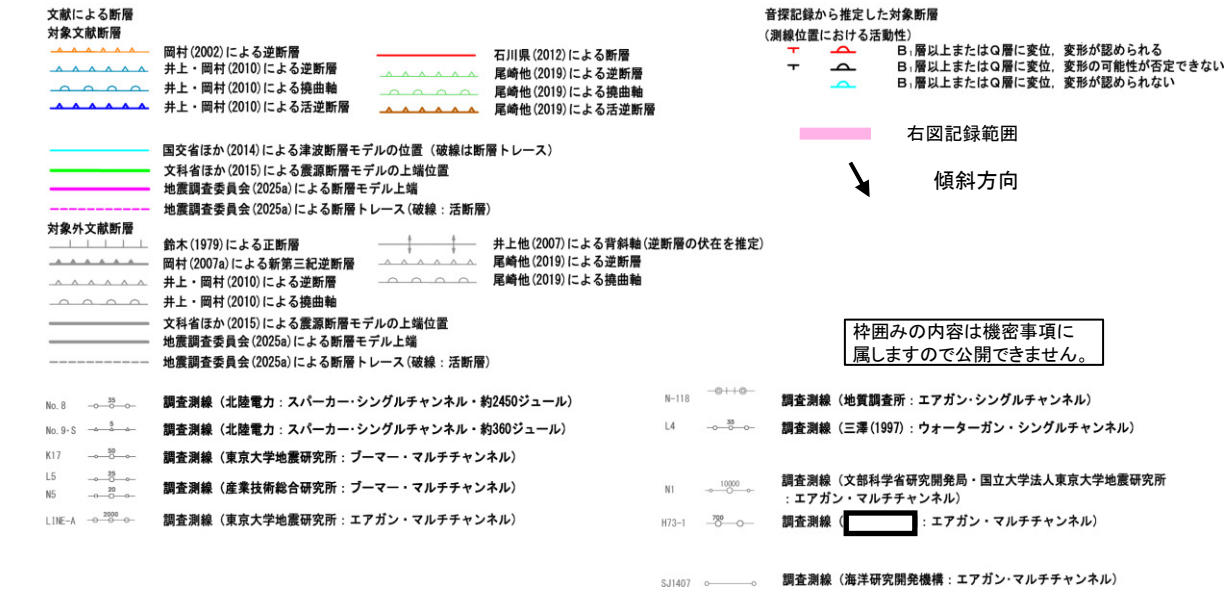 文献による断層
対象文献断層
岡村(2002)による逆断層
井上・岡村(2010)による逆断層
井上・岡村(2010)による撓曲軸
井上・岡村(2010)による活逆断層
石川県(2012)による断層
尾崎他(2019)による逆断層
尾崎他(2019)による撓曲軸
尾崎他(2019)による活逆断層
国交省ほか(2014)による津波断層モデルの位置（破線は断層トレース）
文科省ほか(2015)による震源断層モデルの上端位置
地震調査委員会(2025a)による断層モデル上端
地震調査委員会(2025a)による断層トレース(破線：活断層)
対象外文献断層
鈴木(1979)による正断層
岡村(2007a)による新第三紀逆断層
井上・岡村(2010)による逆断層
井上・岡村(2010)による撓曲軸
文科省ほか(2015)による震源断層モデルの上端位置
地震調査委員会(2025a)による断層モデル上端
地震調査委員会(2025a)による断層トレース(破線：活断層)
井上他(2007)による背斜軸(逆断層の伏在を推定)
尾崎他(2019)による逆断層
尾崎他(2019)による撓曲軸
音探記録から推定した対象断層
(測線位置における活動性)
B₁層以上またはQ層に変位，変形が認められる
B₁層以上またはQ層に変位，変形の可能性が否定できない
B₁層以上またはQ層に変位，変形が認められない
右図記録範囲
傾斜方向
枠囲みの内容は機密事項に
属しますので公開できません。
No.8 35 調査測線（北陸電力：スパーカー・シングルチャンネル・約2450ジュール）
No.9-S 5 調査測線（北陸電力：スパーカー・シングルチャンネル・約360ジュール）
K17 50 調査測線（東京大学地震研究所：ブーマー・マルチチャンネル）
L5 25
N5 20 調査測線（産業技術総合研究所：ブーマー・マルチチャンネル）
LINE-A 2000 調査測線（東京大学地震研究所：エアガン・マルチチャンネル）
N-118 調査測線（地質調査所：エアガン・シングルチャンネル）
L4 35 調査測線（三澤(1997)：ウォーターガン・シングルチャンネル）
N1 10000 調査測線（文部科学省研究開発局・国立大学法人東京大学地震研究所
：エアガン・マルチチャンネル）
H73-1 700 調査測線（ ：エアガン・マルチチャンネル）
SJ1407 調査測線（海洋研究開発機構：エアガン・マルチチャンネル）